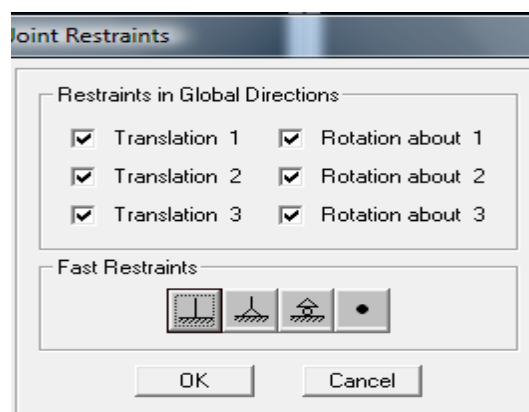 Joint Restraints
Restraints in Global Directions
Translation 1 Rotation about 1
Translation 2 Rotation about 2
Translation 3 Rotation about 3
Fast Restraints
OK Cancel